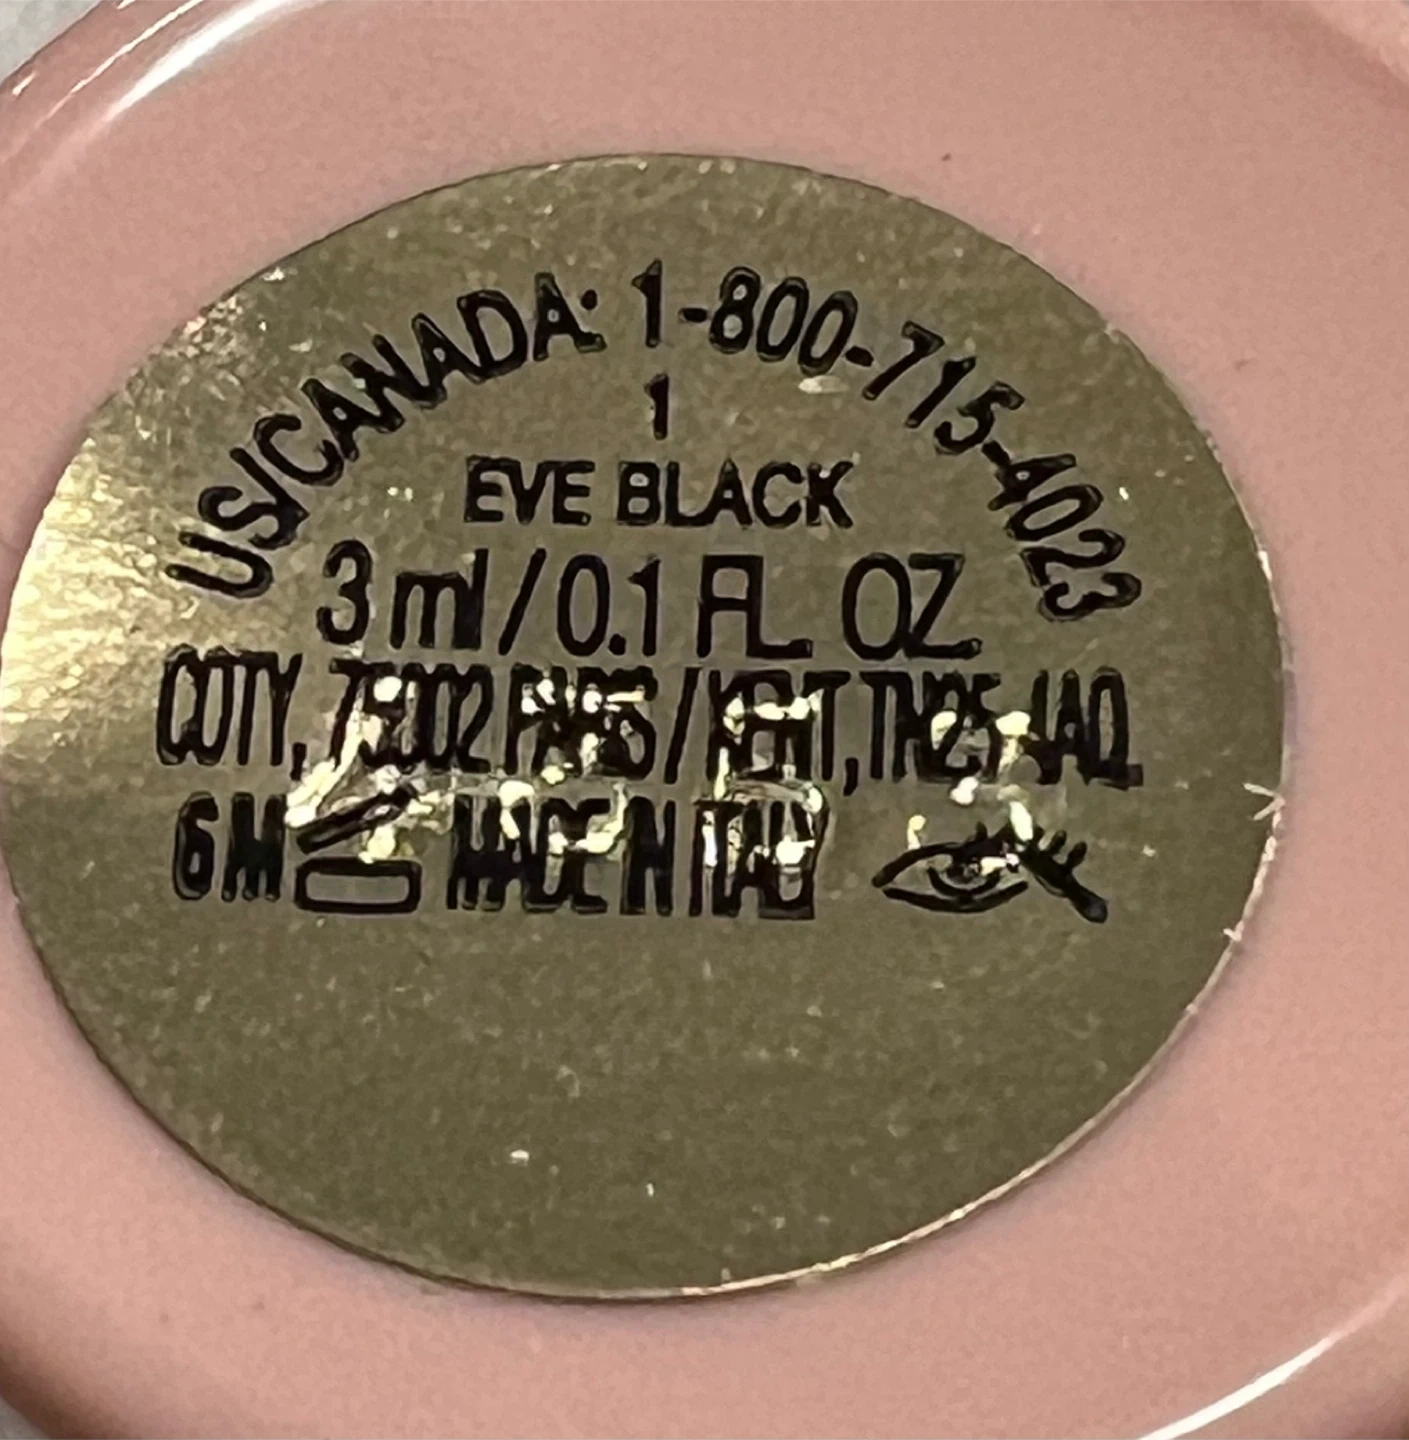 US/CANADA: 1-800-715-4023
1
EVE BLACK
3 ml / 0.1 FL. OZ.
COTY, 75002 PARIS / KENT, TN25 4AQ
6 M MADE IN ITALY